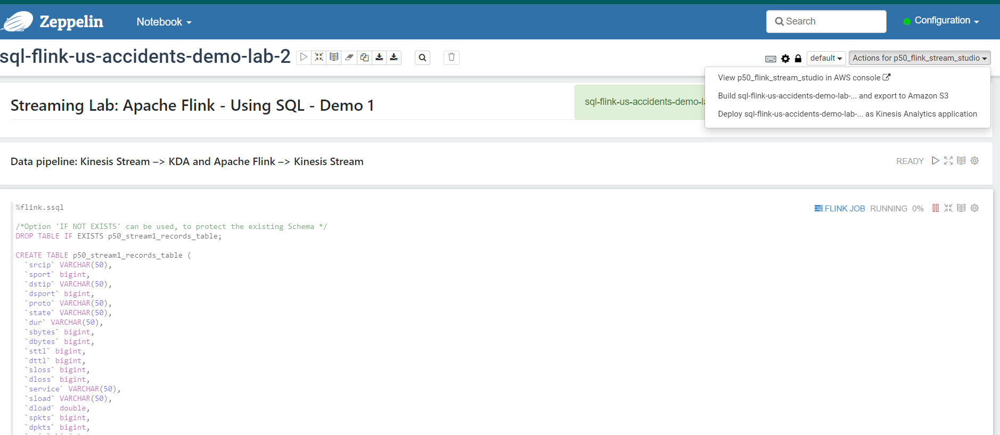 Zeppelin Notebook Search Configuration
sql-flink-us-accidents-demo-lab-2 default Actions for p50_flink_stream_studio
View p50_flink_stream_studio in AWS console
Build sql-flink-us-accidents-demo-lab-... and export to Amazon S3
Deploy sql-flink-us-accidents-demo-lab-... as Kinesis Analytics application
Streaming Lab: Apache Flink - Using SQL - Demo 1
sql-flink-us-accidents-demo-la
Data pipeline: Kinesis Stream –> KDA and Apache Flink –> Kinesis Stream
READY
%flink.ssql
FLINK JOB RUNNING 0%
/*Option 'IF NOT EXISTS' can be used, to protect the existing Schema */
DROP TABLE IF EXISTS p50_stream1_records_table;
CREATE TABLE p50_stream1_records_table (
`srcip` VARCHAR(50),
`sport` bigint,
`dstip` VARCHAR(50),
`dsport` bigint,
`proto` VARCHAR(50),
`state` VARCHAR(50),
`dur` VARCHAR(50),
`sbytes` bigint,
`dbytes` bigint,
`sttl` bigint,
`dttl` bigint,
`sloss` bigint,
`dloss` bigint,
`service` VARCHAR(50),
`sload` VARCHAR(50),
`dload` double,
`spkts` bigint,
`dpkts` bigint,